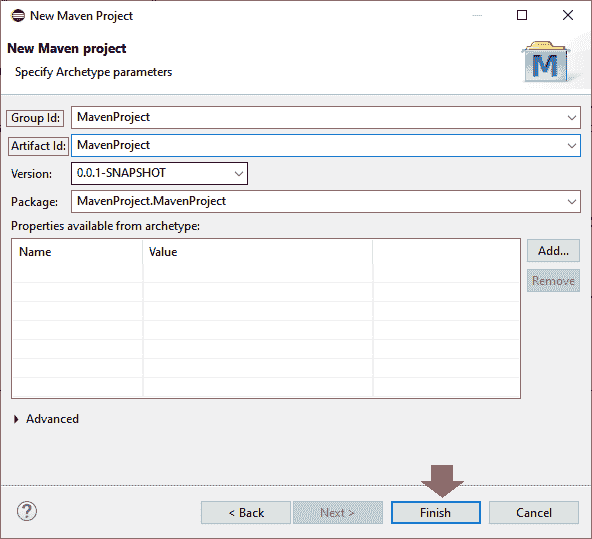 New Maven Project
New Maven project
Specify Archetype parameters
M
Group Id: MavenProject
Artifact Id: MavenProject
Version: 0.0.1-SNAPSHOT
Package: MavenProject.MavenProject
Properties available from archetype:
Name Value
Add...
Remove
Advanced
? < Back Next > Finish Cancel